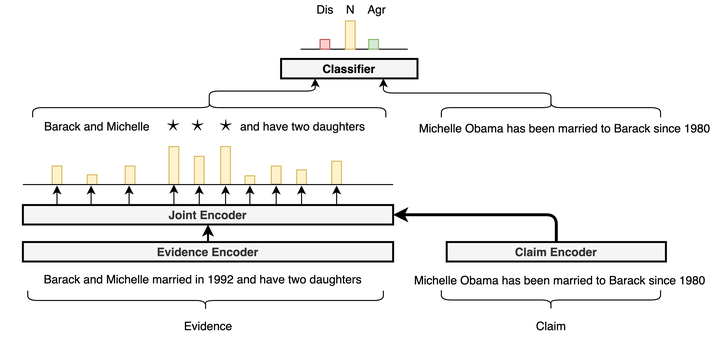 Dis N Agr
Classifier
Barack and Michelle ★ ★ ★ and have two daughters
Michelle Obama has been married to Barack since 1980
Joint Encoder
Evidence Encoder
Claim Encoder
Barack and Michelle married in 1992 and have two daughters
Michelle Obama has been married to Barack since 1980
Evidence
Claim